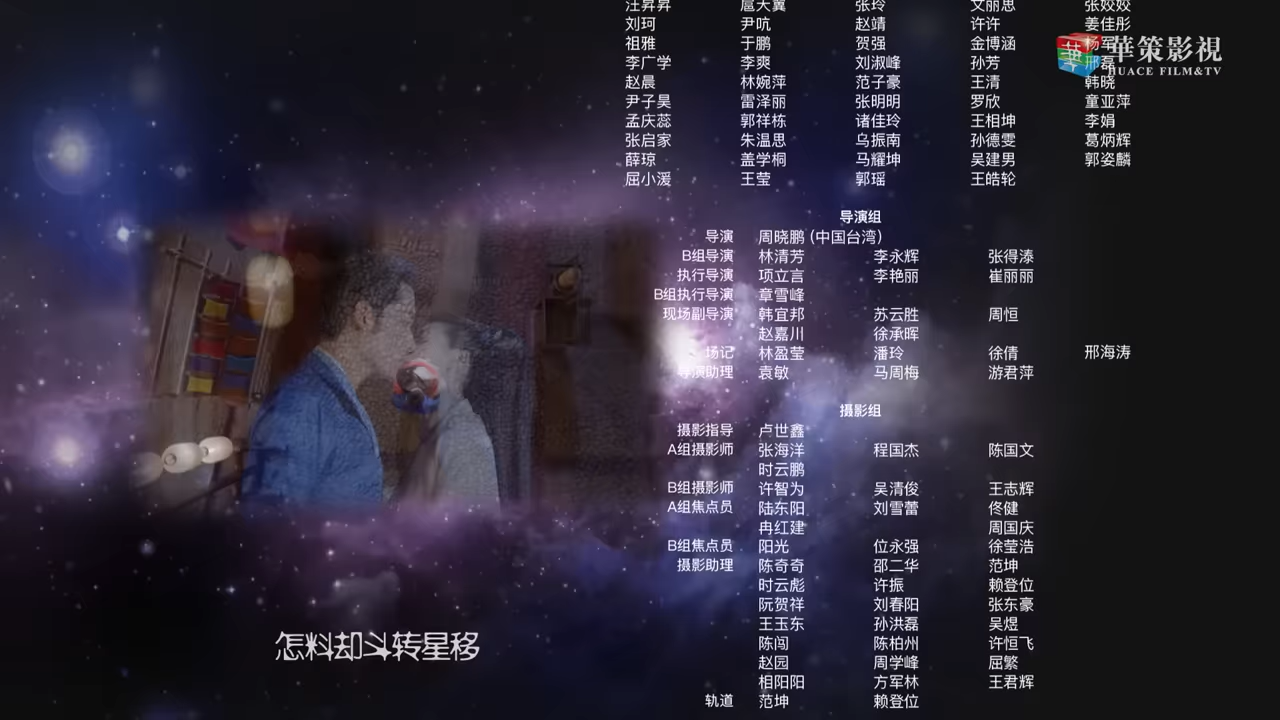 汪昇昇 扈天翼 张玲 文丽思 张姣姣
刘珂 尹吭 赵靖 许许 姜佳彤
祖雅 于鹏 贺强 金博涵 杨军
李广学 李爽 刘淑峰 孙芳 邢磊
赵晨 林婉萍 范子豪 王清 韩晓
尹子昊 雷泽丽 张明明 罗欣 童亚萍
孟庆蕊 郭祥栋 诸佳玲 王相坤 李娟
张启家 朱温思 乌振南 孙德雯 葛炳辉
薛琼 盖学桐 马耀坤 吴建男 郭姿麟
屈小湲 王莹 郭瑶 王皓轮
華策影視
HUACE FILM&TV
导演组
导演 周晓鹏 (中国台湾)
B组导演 林清芳 李永辉 张得溙
执行导演 项立言 李艳丽 崔丽丽
B组执行导演 章雪峰
现场副导演 韩宜邦 苏云胜 周恒
赵嘉川 徐承晖
场记 林盈莹 潘玲 徐倩 邢海涛
导演助理 袁敏 马周梅 游君萍
摄影组
摄影指导 卢世鑫
A组摄影师 张海洋 程国杰 陈国文
时云鹏
B组摄影师 许智为 吴清俊 王志辉
A组焦点员 陆东阳 刘雪蕾 佟健
冉红建 周国庆
B组焦点员 阳光 位永强 徐莹浩
摄影助理 陈奇奇 邵二华 范坤
时云彪 许振 赖登位
阮贺祥 刘春阳 张东豪
王玉东 孙洪磊 吴煜
陈闯 陈柏州 许恒飞
赵园 周学峰 屈繁
相阳阳 方军林 王君辉
轨道 范坤 赖登位
怎料却斗转星移